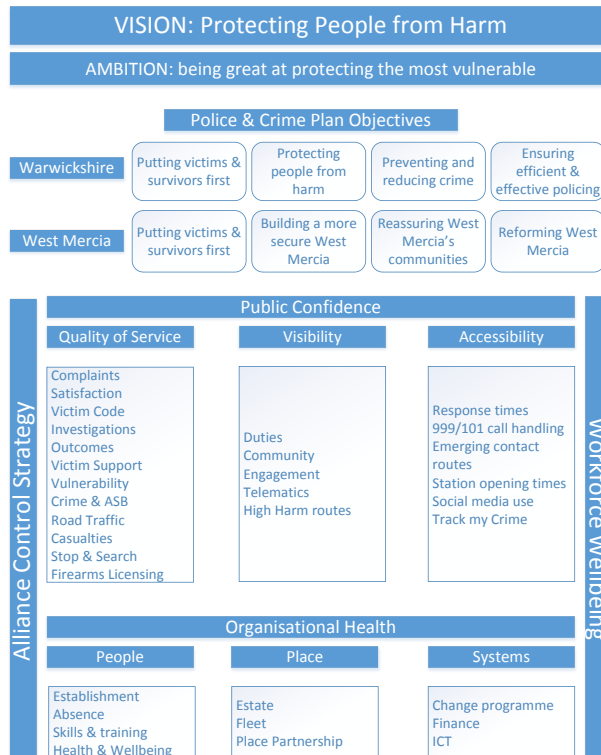 VISION: Protecting People from Harm
AMBITION: being great at protecting the most vulnerable
Police & Crime Plan Objectives
Warwickshire
Putting victims &
survivors first
Protecting
people from
harm
Preventing and
reducing crime
Ensuring
efficient &
effective policing
West Mercia
Putting victims &
survivors first
Building a more
secure West
Mercia
Reassuring West
Mercia's
communities
Reforming West
Mercia
Alliance Control Strategy
Public Confidence
Quality of Service
Complaints
Satisfaction
Victim Code
Investigations
Outcomes
Victim Support
Vulnerability
Crime & ASB
Road Traffic
Casualties
Stop & Search
Firearms Licensing
Visibility
Duties
Community
Engagement
Telematics
High Harm routes
Accessibility
Response times
999/101 call handling
Emerging contact
routes
Station opening times
Social media use
Track my Crime
Workforce Wellbeing
Organisational Health
People
Establishment
Absence
Skills & training
Health & Wellbeing
Place
Estate
Fleet
Place Partnership
Systems
Change programme
Finance
ICT